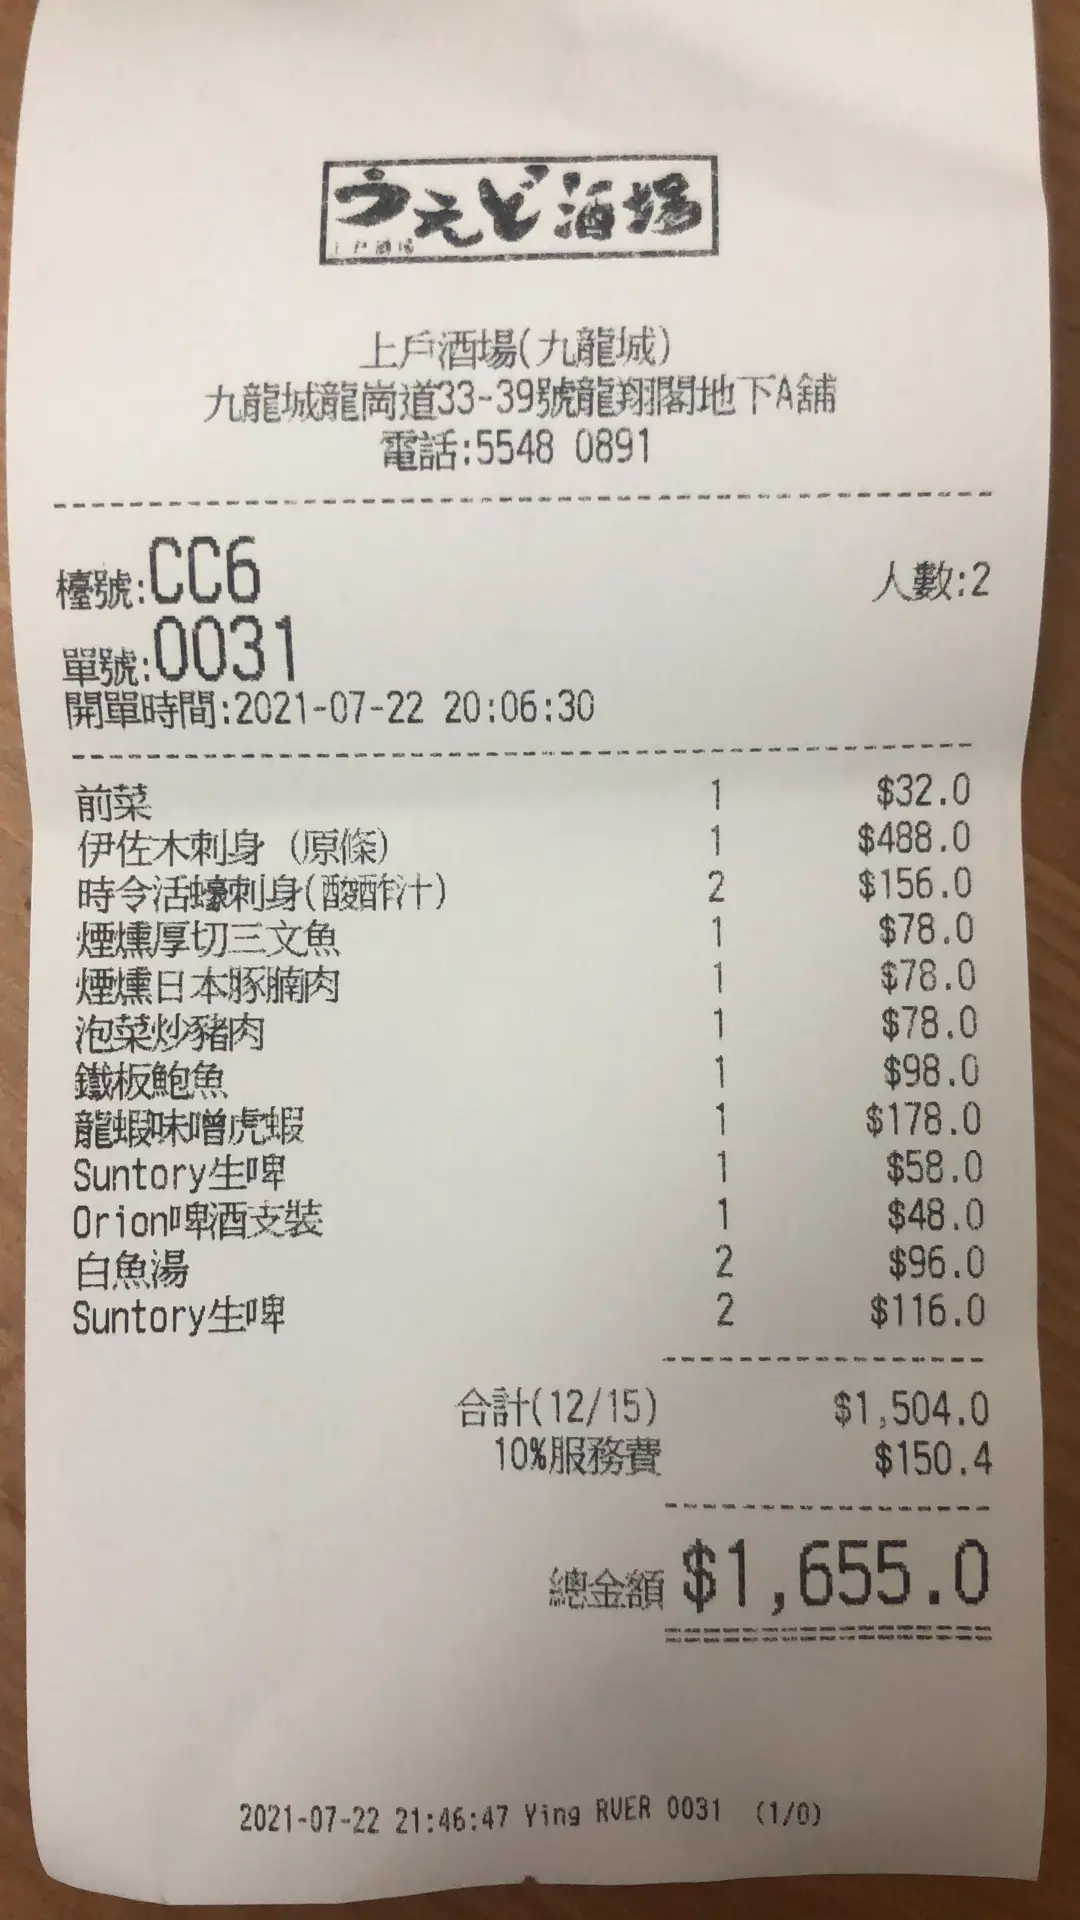 うえど酒場
上戸酒場
上戶酒場(九龍城)
九龍城龍崗道33-39號龍翔閣地下A舖
電話:5548 0891
檯號:CC6 人數:2
單號:0031
開單時間:2021-07-22 20:06:30
前菜 1 $32.0
伊佐木刺身 (原條) 1 $488.0
時令活蠔刺身(酸酢汁) 2 $156.0
煙燻厚切三文魚 1 $78.0
煙燻日本豚腩肉 1 $78.0
泡菜炒豬肉 1 $78.0
鐵板鮑魚 1 $98.0
龍蝦味噌虎蝦 1 $178.0
Suntory生啤 1 $58.0
Orion啤酒支裝 1 $48.0
白魚湯 2 $96.0
Suntory生啤 2 $116.0
合計(12/15) $1,504.0
10%服務費 $150.4
總金額 $1,655.0
2021-07-22 21:46:47 Ying RVER 0031 (1/0)